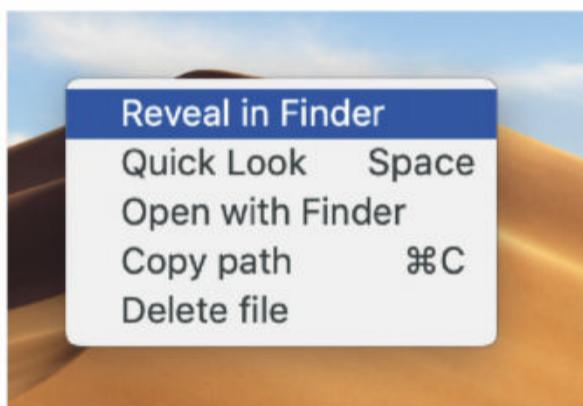 Reveal in Finder
Quick Look Space
Open with Finder
Copy path ⌘C
Delete file